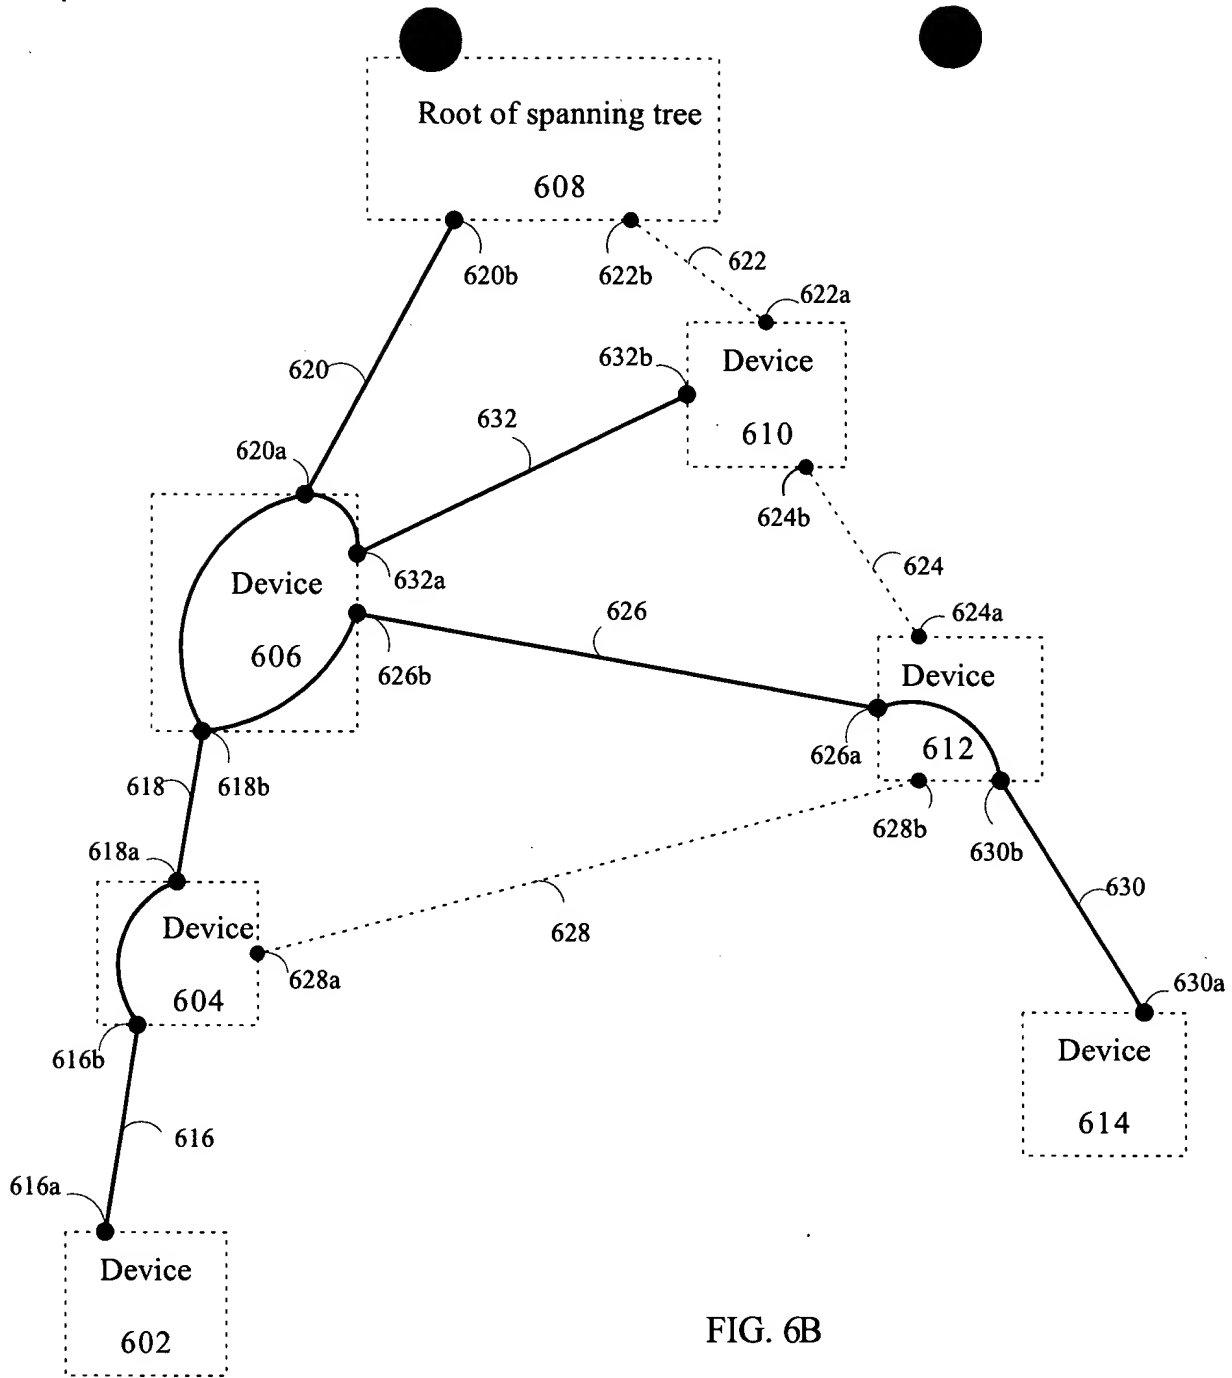 Root of spanning tree
608
620b
622b
622
622a
620
632b
Device
610
632
620a
624b
624
632a
Device
606
626
626b
624a
Device
612
626a
618
618b
628b
630b
618a
630
Device
604
628
628a
630a
616b
Device
614
616
616a
Device
602
FIG. 6B